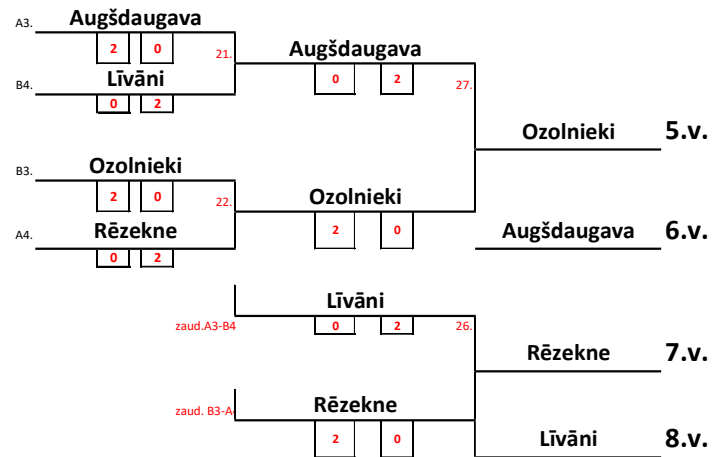 A3. Augšdaugava
2 0 21. Augšdaugava
B4. Līvāni 0 2 27.
0 2
Ozolnieki 5.v.
B3. Ozolnieki
2 0 22. Ozolnieki
A4. Rēzekne 2 0 Augšdaugava 6.v.
0 2
Līvāni
zaud.A3-B4 0 2 26.
Rēzekne 7.v.
zaud. B3-A Rēzekne
2 0 Līvāni 8.v.